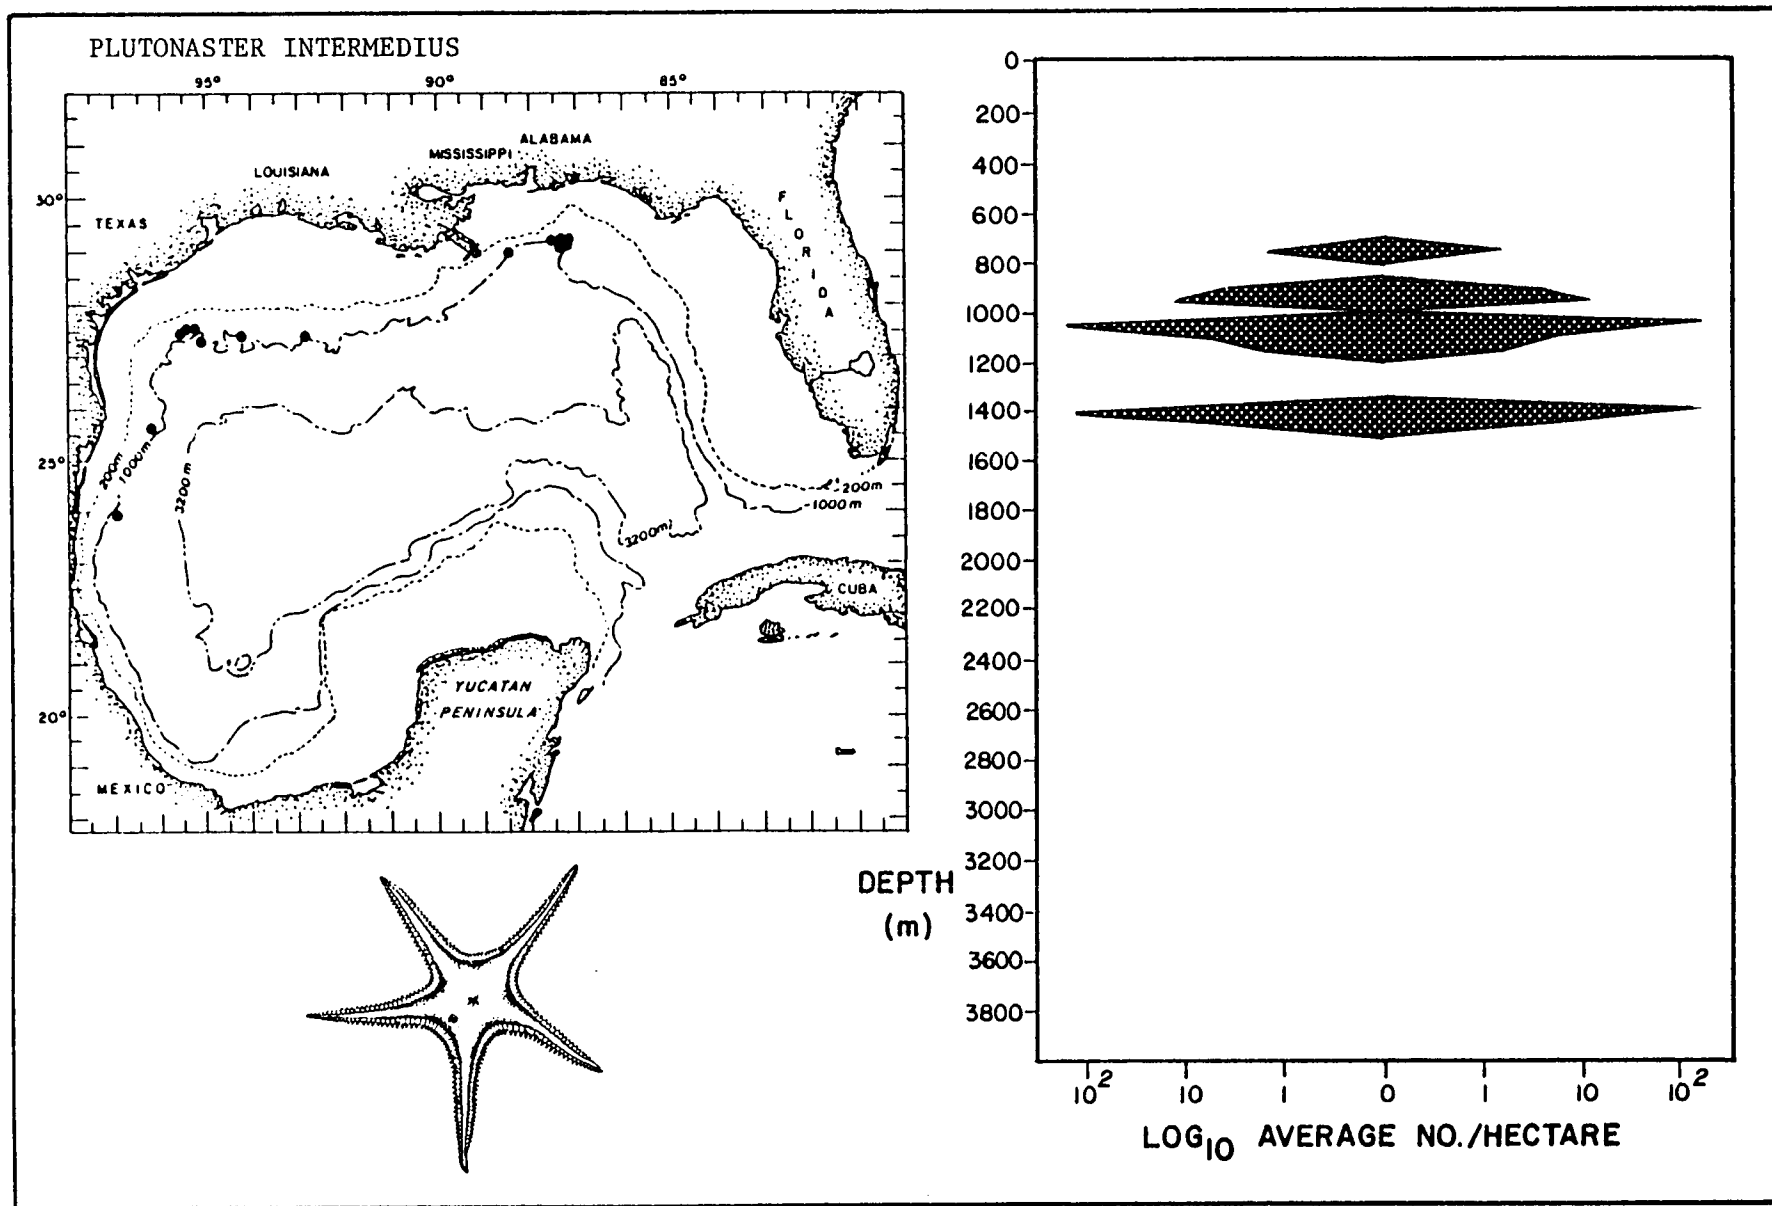 PLUTONASTER INTERMEDIUS
95° 90° 85°
ALABAMA
MISSISSIPPI
LOUISIANA
30°
TEXAS
FLORIDA
25°
200m
1000m
3200m
200m
1000m
3200m
CUBA
YUCATAN
PENINSULA
20°
MEXICO
0
200
400
600
800
1000
1200
1400
1600
1800
2000
2200
2400
2600
2800
3000
3200
3400
3600
3800
DEPTH
(m)
10² 10 1 0 1 10 10²
LOG₁₀ AVERAGE NO./HECTARE